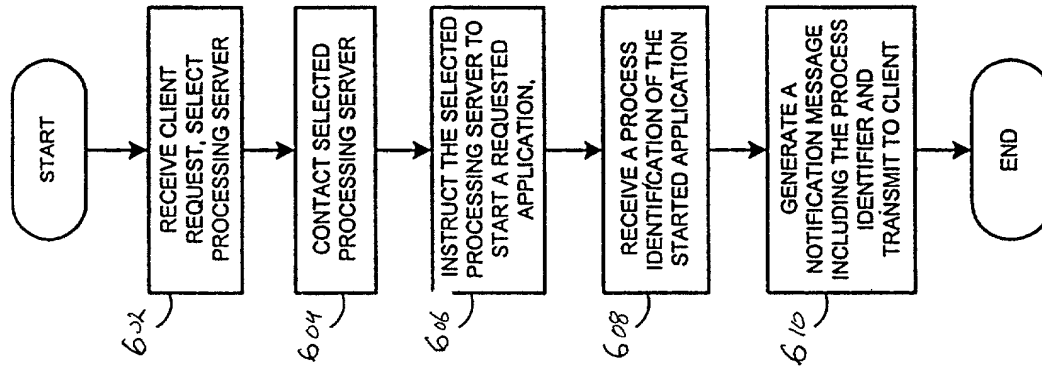 START
602
RECEIVE CLIENT
REQUEST, SELECT
PROCESSING SERVER
604
CONTACT SELECTED
PROCESSING SERVER
606
INSTRUCT THE SELECTED
PROCESSING SERVER TO
START A REQUESTED
APPLICATION,
608
RECEIVE A PROCESS
IDENTIFICATION OF THE
STARTED APPLICATION
610
GENERATE A
NOTIFICATION MESSAGE
INCLUDING THE PROCESS
IDENTIFIER AND
TRANSMIT TO CLIENT
END